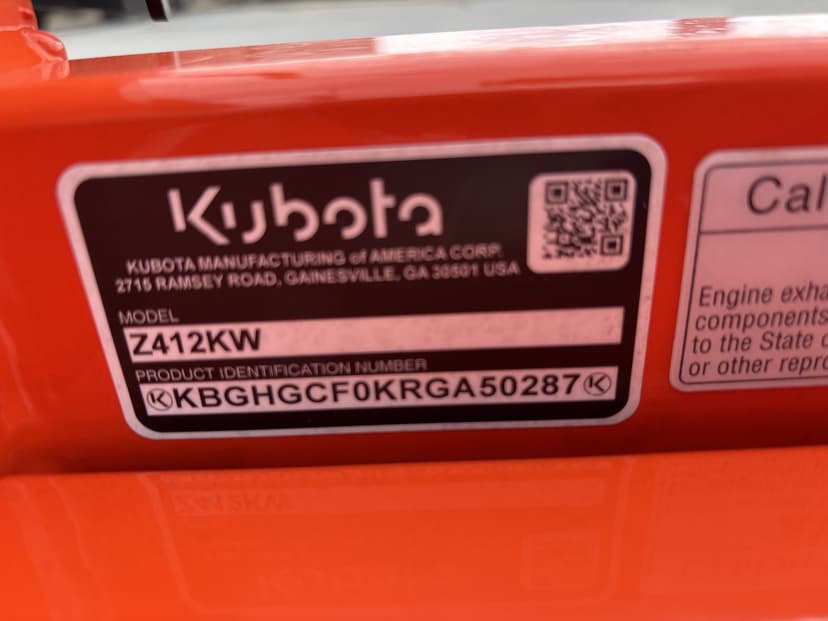 Kubota
KUBOTA MANUFACTURING of AMERICA CORP.
2715 RAMSEY ROAD, GAINESVILLE, GA 30501 USA
MODEL
Z412KW
PRODUCT IDENTIFICATION NUMBER
KBGHGCF0KRGA50287
Cal
Engine exha
components
to the State
or other repro